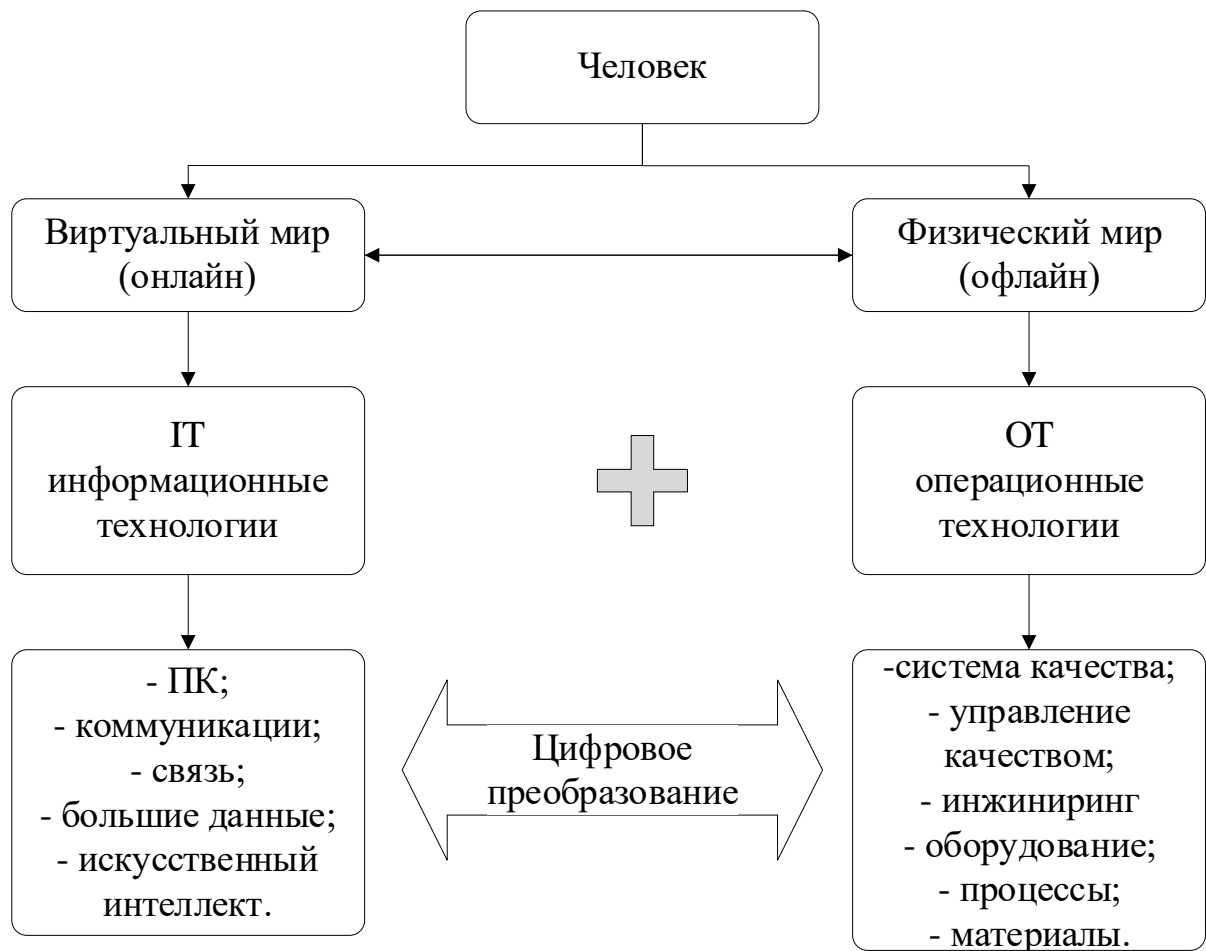 Человек
Виртуальный мир
(онлайн)
Физический мир
(офлайн)
IT
информационные
технологии
ОТ
операционные
технологии
- ПК;
- коммуникации;
- связь;
- большие данные;
- искусственный
интеллект.
Цифровое
преобразование
-система качества;
- управление
качеством;
- инжиниринг
- оборудование;
- процессы;
- материалы.